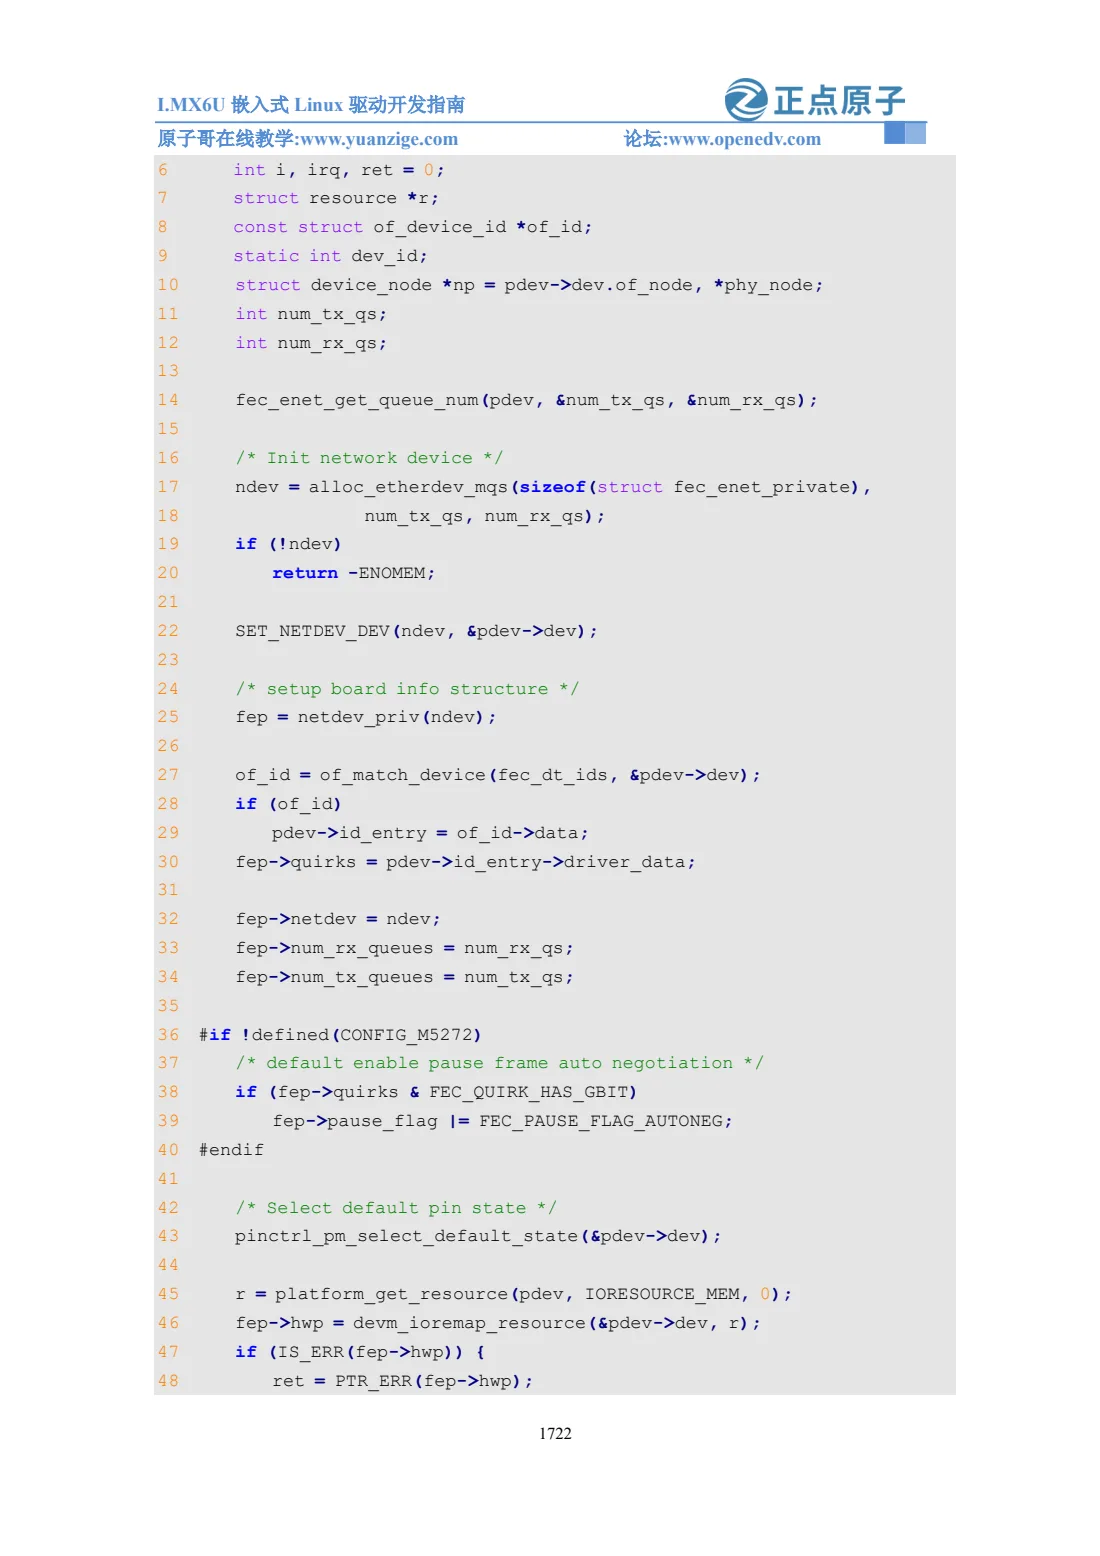 I.MX6U 嵌入式 Linux 驱动开发指南
正点原子
原子哥在线教学:www.yuanzige.com 论坛:www.openedv.com
6 int i, irq, ret = 0;
7 struct resource *r;
8 const struct of_device_id *of_id;
9 static int dev_id;
10 struct device_node *np = pdev->dev.of_node, *phy_node;
11 int num_tx_qs;
12 int num_rx_qs;
13
14 fec_enet_get_queue_num(pdev, &num_tx_qs, &num_rx_qs);
15
16 /* Init network device */
17 ndev = alloc_etherdev_mqs(sizeof(struct fec_enet_private),
18 num_tx_qs, num_rx_qs);
19 if (!ndev)
20 return -ENOMEM;
21
22 SET_NETDEV_DEV(ndev, &pdev->dev);
23
24 /* setup board info structure */
25 fep = netdev_priv(ndev);
26
27 of_id = of_match_device(fec_dt_ids, &pdev->dev);
28 if (of_id)
29 pdev->id_entry = of_id->data;
30 fep->quirks = pdev->id_entry->driver_data;
31
32 fep->netdev = ndev;
33 fep->num_rx_queues = num_rx_qs;
34 fep->num_tx_queues = num_tx_qs;
35
36 #if !defined(CONFIG_M5272)
37 /* default enable pause frame auto negotiation */
38 if (fep->quirks & FEC_QUIRK_HAS_GBIT)
39 fep->pause_flag |= FEC_PAUSE_FLAG_AUTONEG;
40 #endif
41
42 /* Select default pin state */
43 pinctrl_pm_select_default_state(&pdev->dev);
44
45 r = platform_get_resource(pdev, IORESOURCE_MEM, 0);
46 fep->hwp = devm_ioremap_resource(&pdev->dev, r);
47 if (IS_ERR(fep->hwp)) {
48 ret = PTR_ERR(fep->hwp);
1722